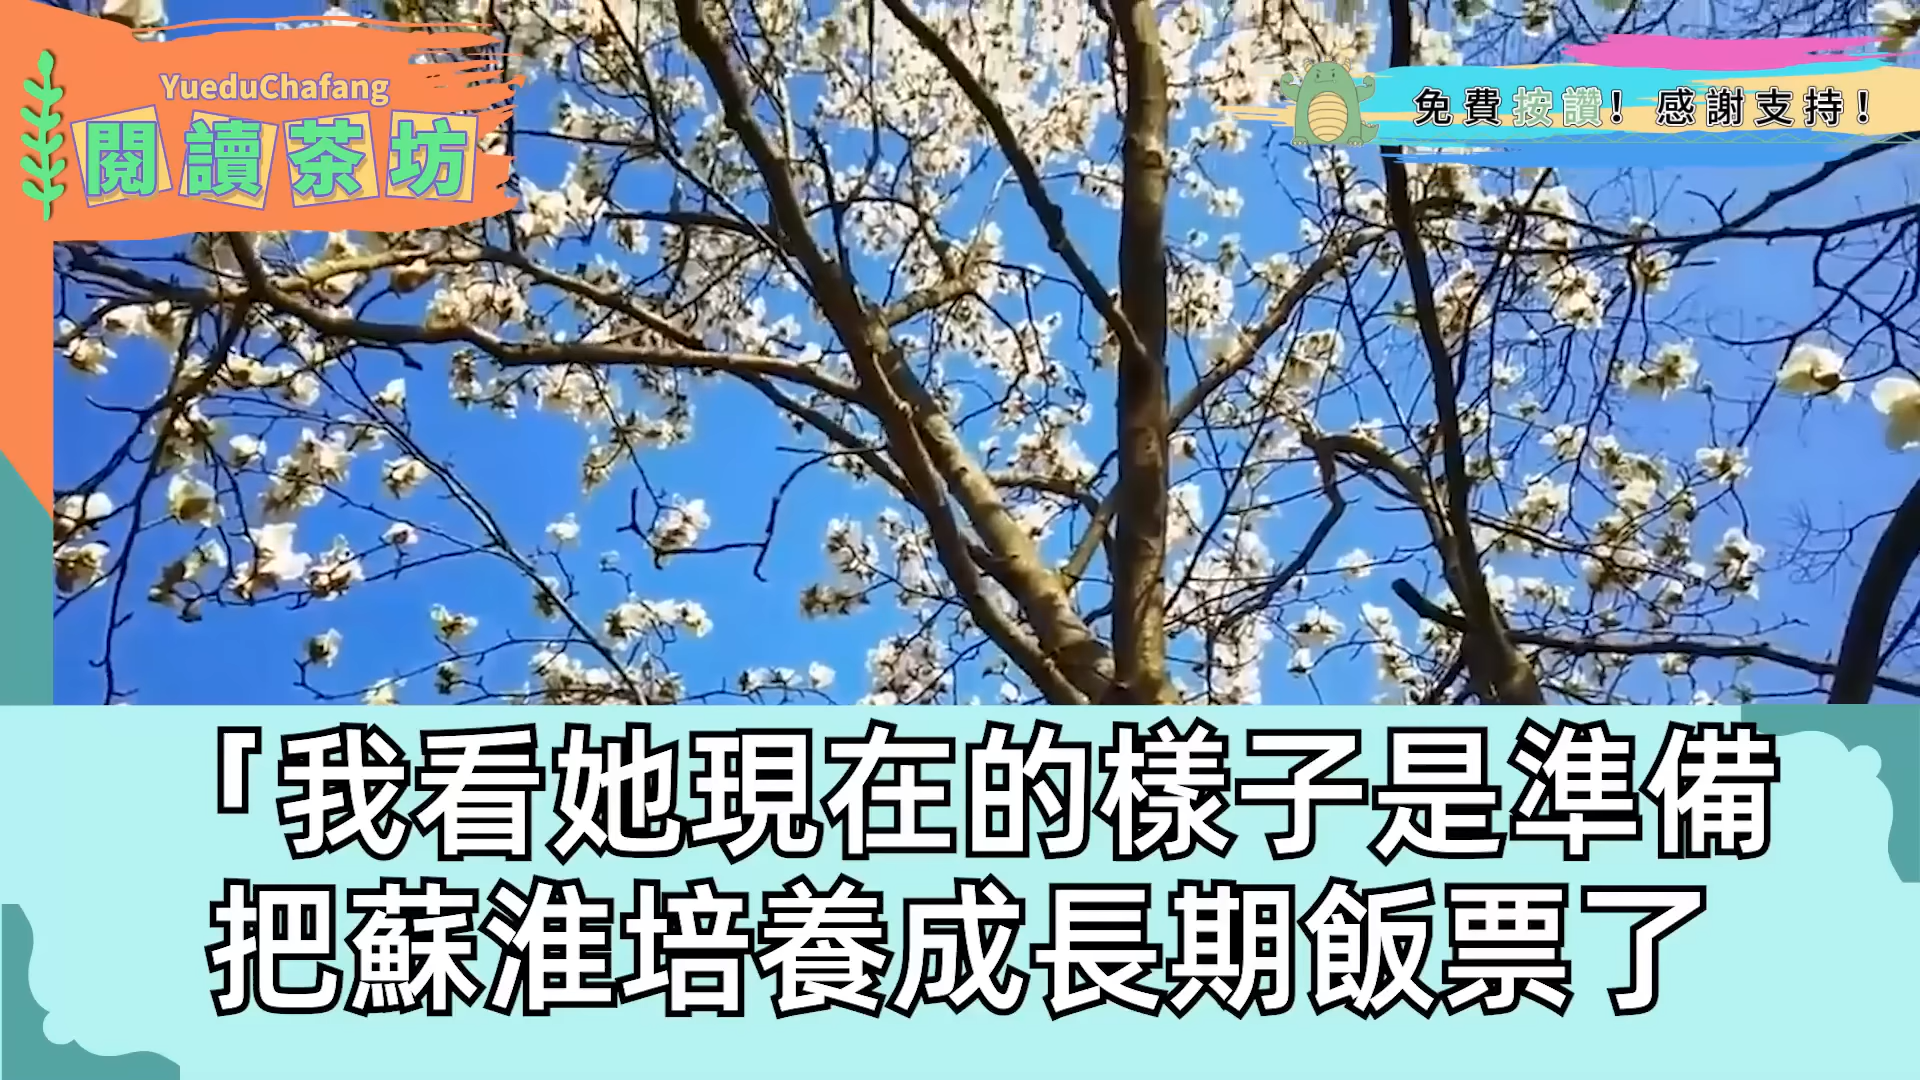 YueduChafang
閱讀茶坊
免費按讚！感謝支持！
「我看她現在的樣子是準備
把蘇淮培養成長期飯票了